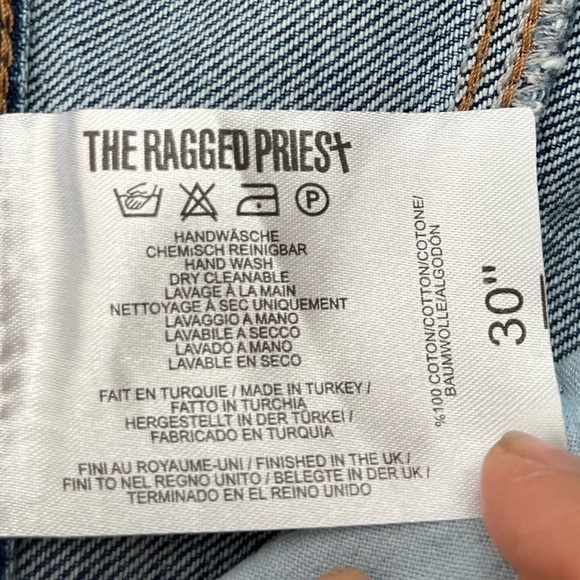 THE RAGGED PRIEST
P
HANDWÄSCHE
CHEMISCH REINIGBAR
HAND WASH
DRY CLEANABLE
LAVAGE À LA MAIN
NETTOYAGE À SEC UNIQUEMENT
LAVAGGIO A MANO
LAVABILE A SECCO
LAVADO A MANO
LAVABLE EN SECO
FAIT EN TURQUIE / MADE IN TURKEY /
FATTO IN TURCHIA
HERGESTELLT IN DER TÜRKEI /
FABRICADO EN TURQUIA
FINI AU ROYAUME-UNI / FINISHED IN THE UK /
FINI TO NEL REGNO UNITO / BELEGTE IN DER UK /
TERMINADO EN EL REINO UNIDO
%100 COTON/COTTON/COTONE/
BAUMWOLLE/ALGODÓN
30"